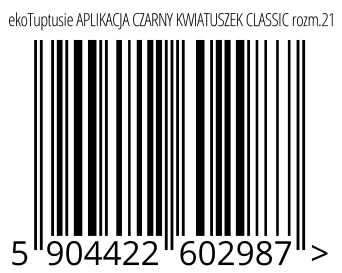 ekoTuptusie APLIKACJA CZARNY KWIATUSZEK CLASSIC rozm.21
5 904422 602987 >